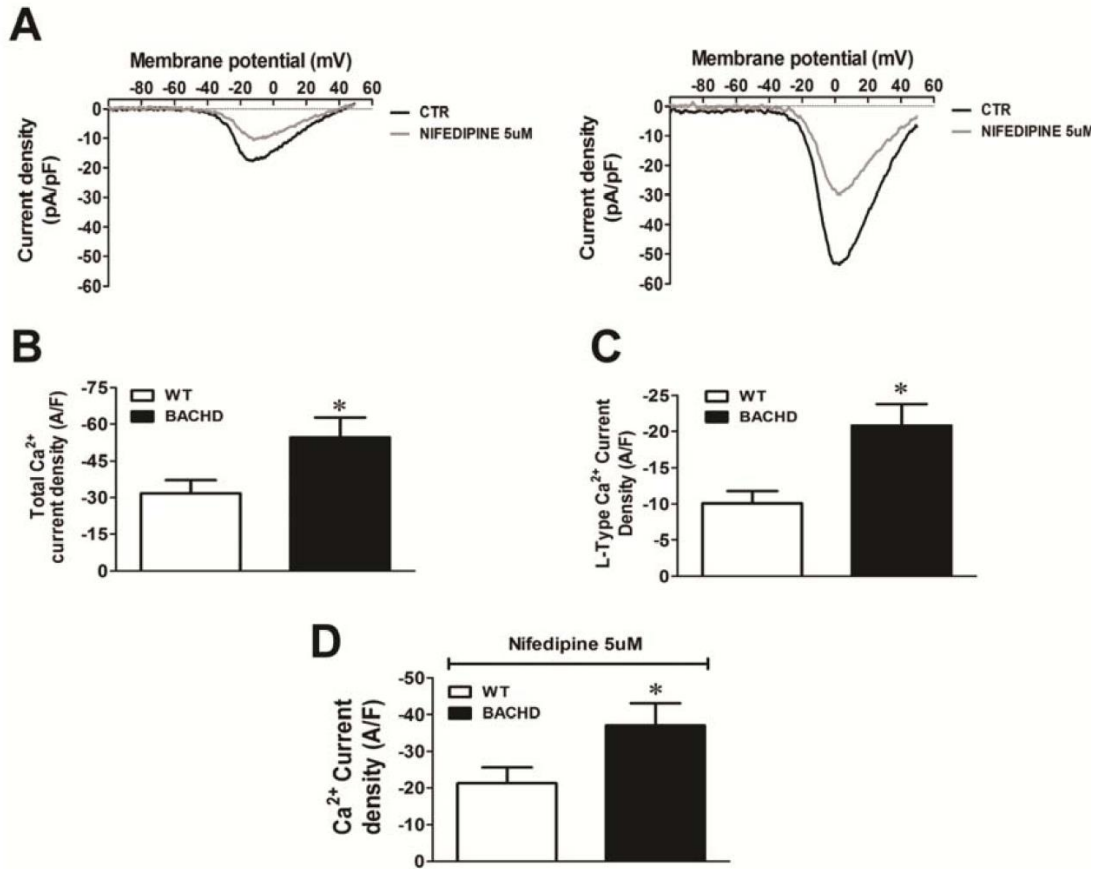 A
Membrane potential (mV)
-80 -60 -40 -20 0 20 40 60
0
-10
-20
-30
-40
-50
-60
Current density
(pA/pF)
CTR
NIFEDIPINE 5uM
Membrane potential (mV)
-80 -60 -40 -20 0 20 40 60
0
-10
-20
-30
-40
-50
-60
Current density
(pA/pF)
CTR
NIFEDIPINE 5uM
B
-75
-60
-45
-30
-15
0
Total Ca²⁺
current density (A/F)
WT
BACHD
*
C
-25
-20
-15
-10
-5
0
L-Type Ca²⁺ Current
Density (A/F)
WT
BACHD
*
D
Nifedipine 5uM
-50
-40
-30
-20
-10
0
Ca²⁺ Current
density (A/F)
WT
BACHD
*